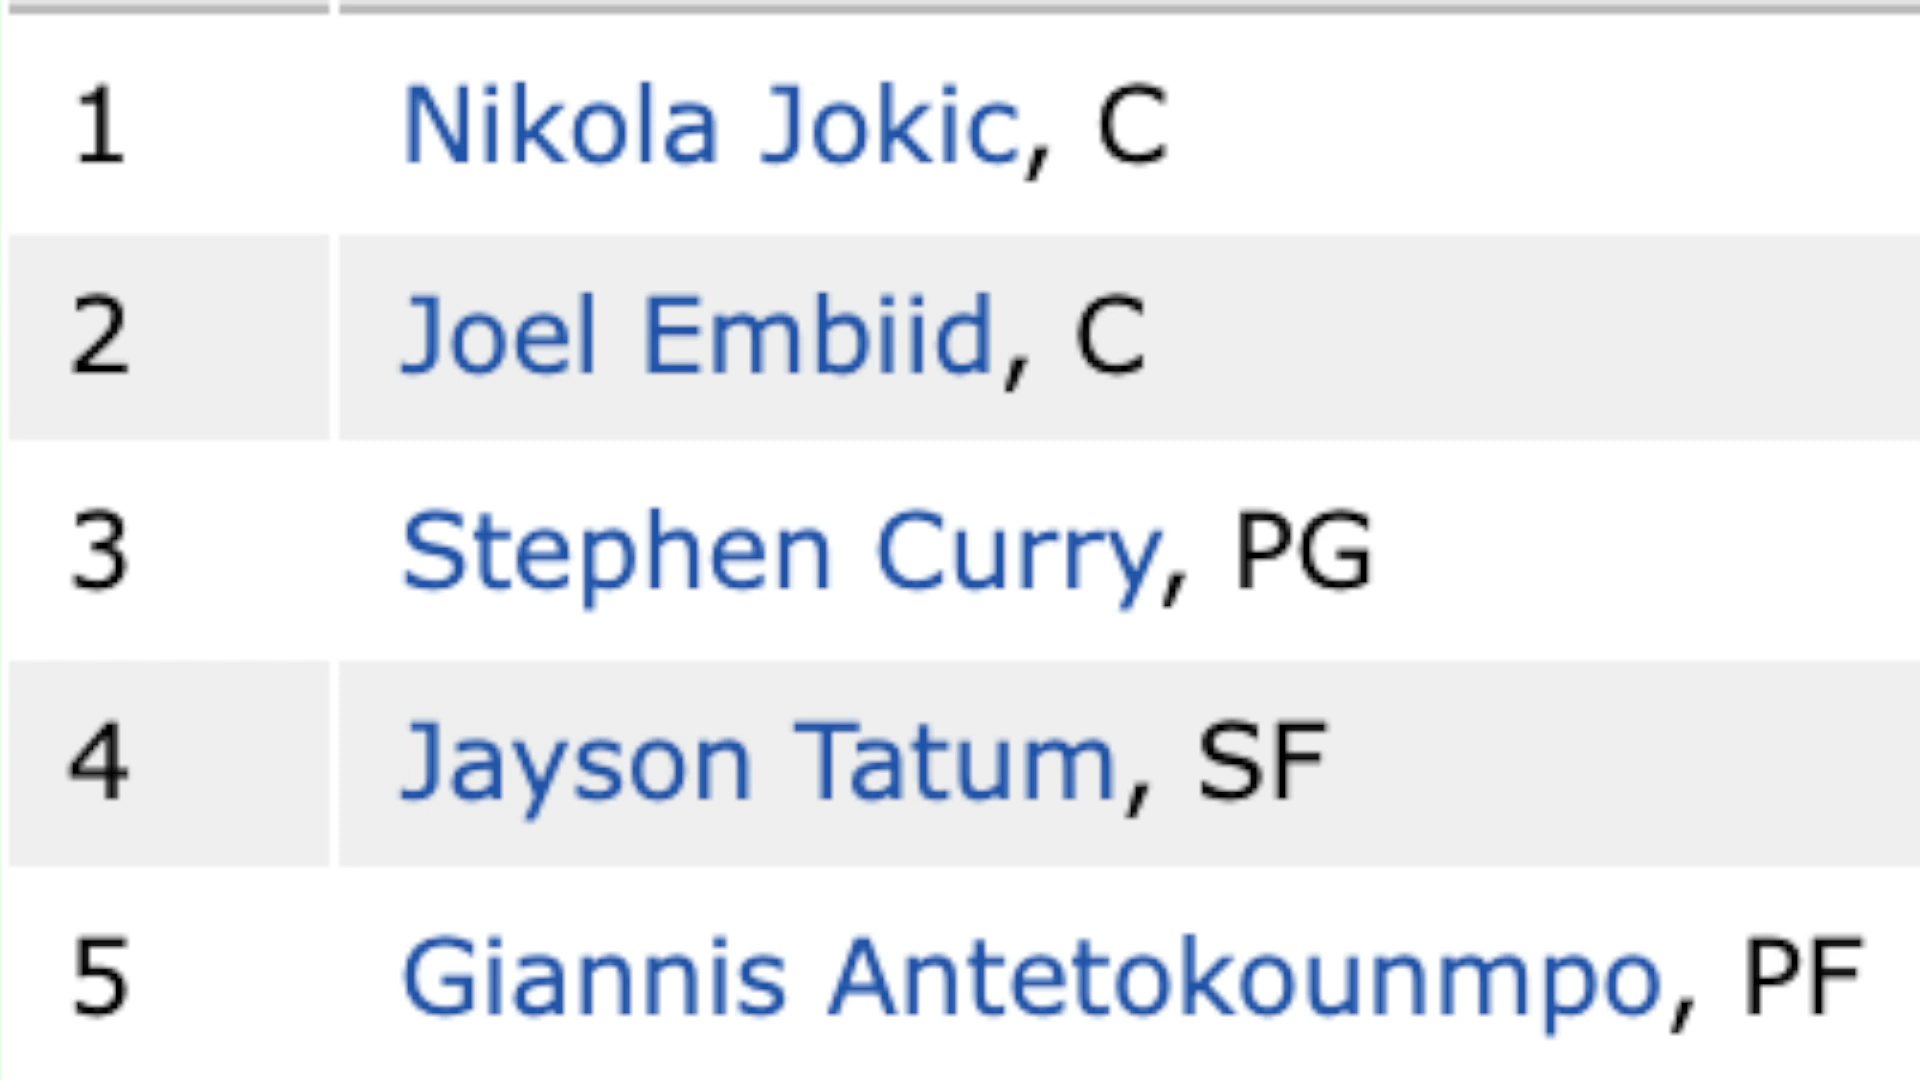 1 Nikola Jokic, C
2 Joel Embiid, C
3 Stephen Curry, PG
4 Jayson Tatum, SF
5 Giannis Antetokounmpo, PF